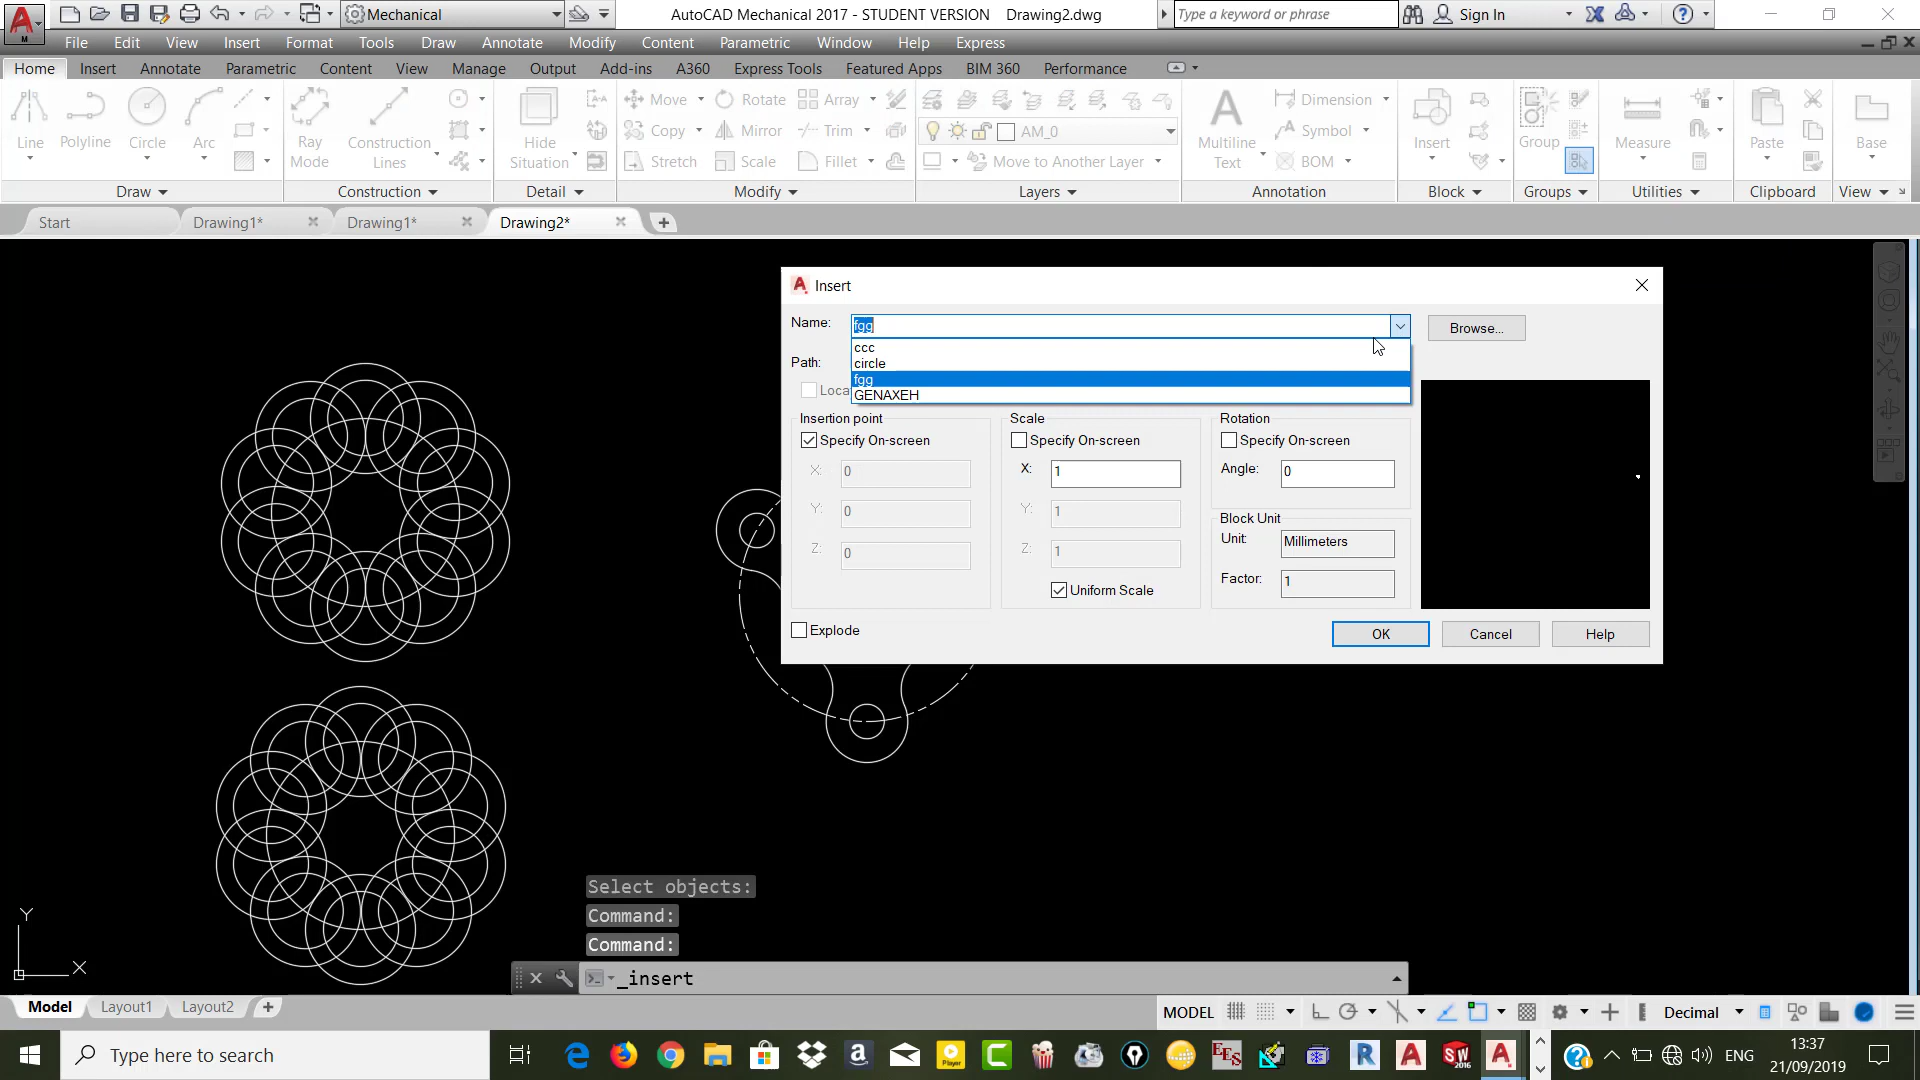 Mechanical
AutoCAD Mechanical 2017 - STUDENT VERSION Drawing2.dwg
Type a keyword or phrase
Sign In
File Edit View Insert Format Tools Draw Annotate Modify Content Parametric Window Help Express
Home Insert Annotate Parametric Content View Manage Output Add-ins A360 Express Tools Featured Apps BIM 360 Performance
Line Polyline Circle Arc
Ray Mode
Construction Lines
Hide Situation
Move Rotate Array
Copy Mirror Trim
Stretch Scale Fillet
AM_0
Move to Another Layer
Multiline Text
Dimension
Symbol
BOM
Insert
Group
Measure
Paste
Base
Draw Construction Detail Modify Layers Annotation Block Groups Utilities Clipboard View
Start Drawing1* Drawing1* Drawing2*
Insert
Name: fgg
Browse...
ccc
circle
fgg
GENAXEH
Path:
Loca
Insertion point
Specify On-screen
X: 0
Y: 0
Z: 0
Scale
Specify On-screen
X: 1
Y: 1
Z: 1
Uniform Scale
Rotation
Specify On-screen
Angle: 0
Block Unit
Unit: Millimeters
Factor: 1
Explode
OK Cancel Help
Select objects:
Command:
Command:
_insert
Y
X
Model Layout1 Layout2
MODEL
Decimal
Type here to search
ENG
13:37
21/09/2019